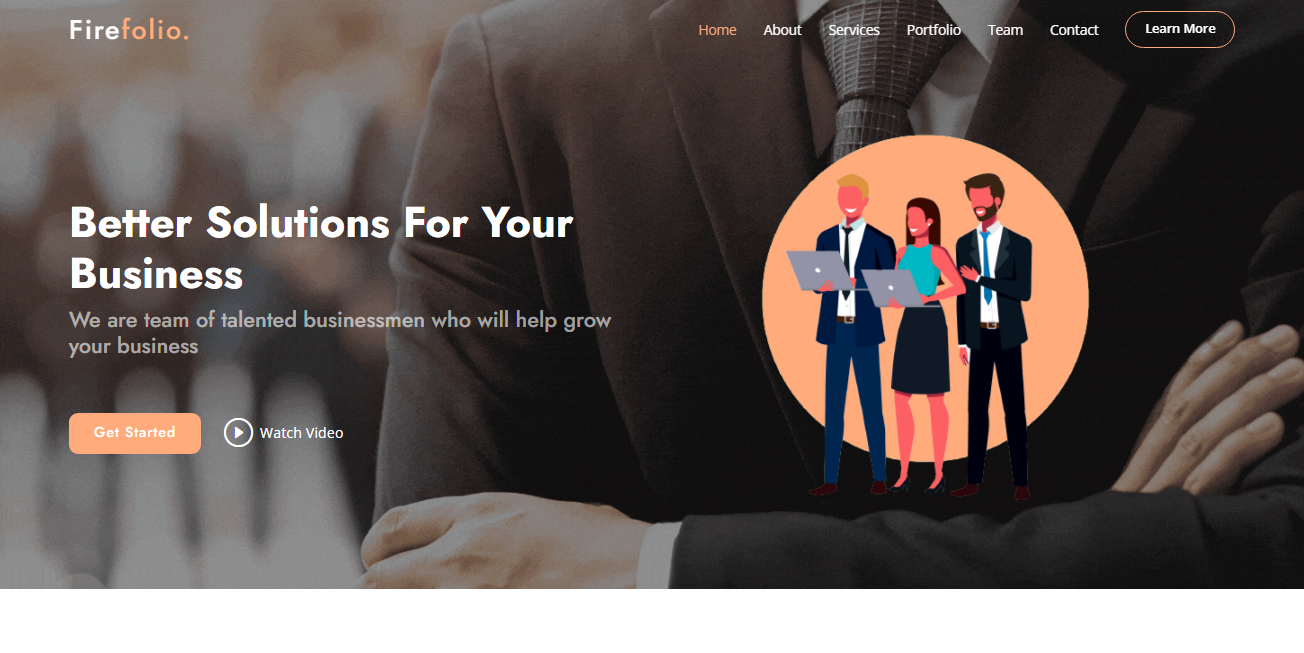 Firefolio.
Home About Services Portfolio Team Contact Learn More
Better Solutions For Your
Business
We are team of talented businessmen who will help grow
your business
Get Started Watch Video